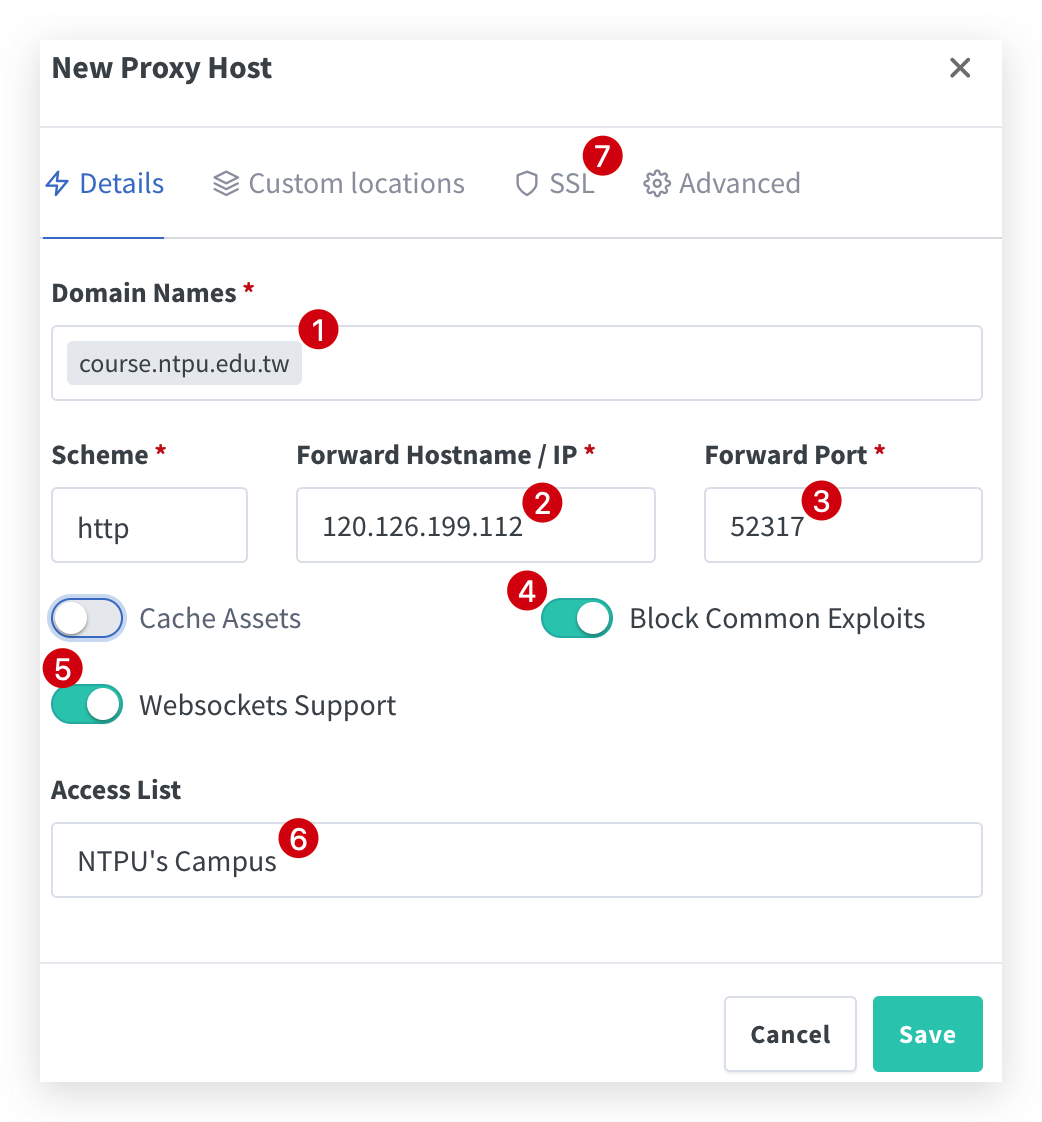 New Proxy Host
7
Details Custom locations SSL Advanced
Domain Names *
1
course.ntpu.edu.tw
Scheme * Forward Hostname / IP * Forward Port *
2 3
http 120.126.199.112 52317
4
Cache Assets Block Common Exploits
5
Websockets Support
Access List
6
NTPU's Campus
Cancel Save